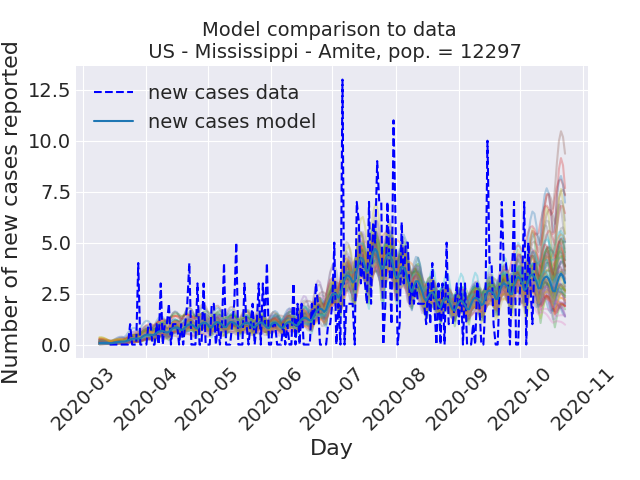 Model comparison to data
US - Mississippi - Amite, pop. = 12297
Number of new cases reported
12.5
10.0
7.5
5.0
2.5
0.0
new cases data
new cases model
2020-03
2020-04
2020-05
2020-06
2020-07
2020-08
2020-09
2020-10
2020-11
Day